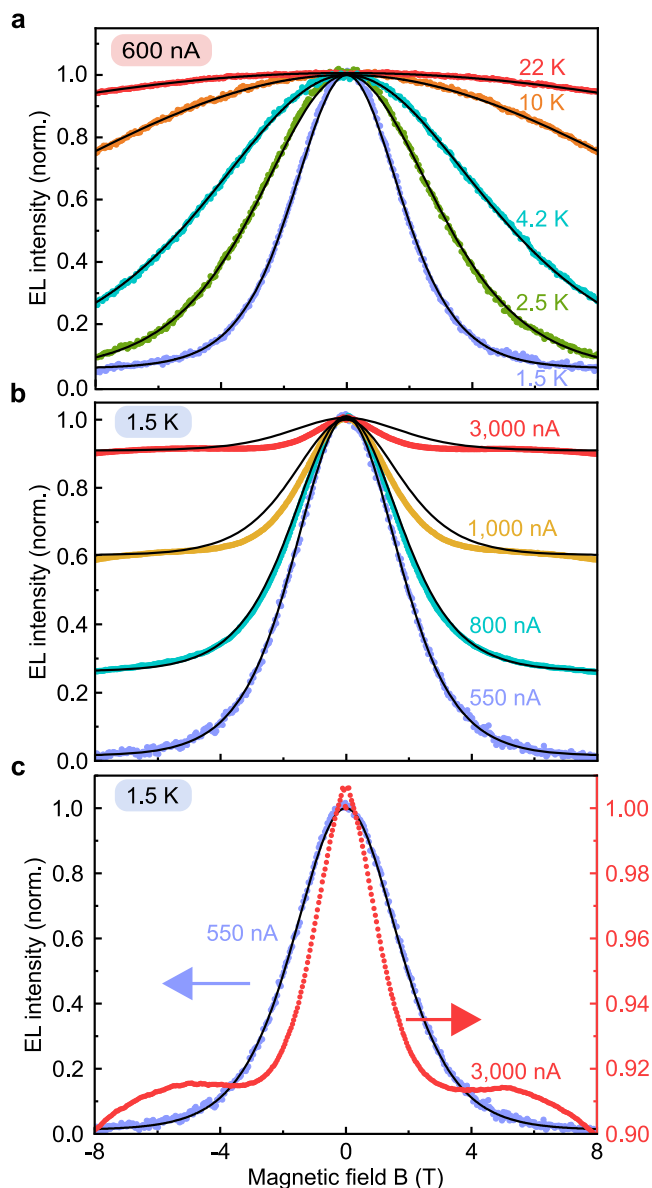 a
600 nA
1.0
0.8
0.6
0.4
0.2
0.0
EL intensity (norm.)
22 K
10 K
4.2 K
2.5 K
1.5 K
b
1.5 K
1.0
0.8
0.6
0.4
0.2
0.0
EL intensity (norm.)
3,000 nA
1,000 nA
800 nA
550 nA
c
1.5 K
1.0
0.8
0.6
0.4
0.2
0.0
EL intensity (norm.)
550 nA
3,000 nA
1.00
0.98
0.96
0.94
0.92
0.90
-8 -4 0 4 8
Magnetic field B (T)